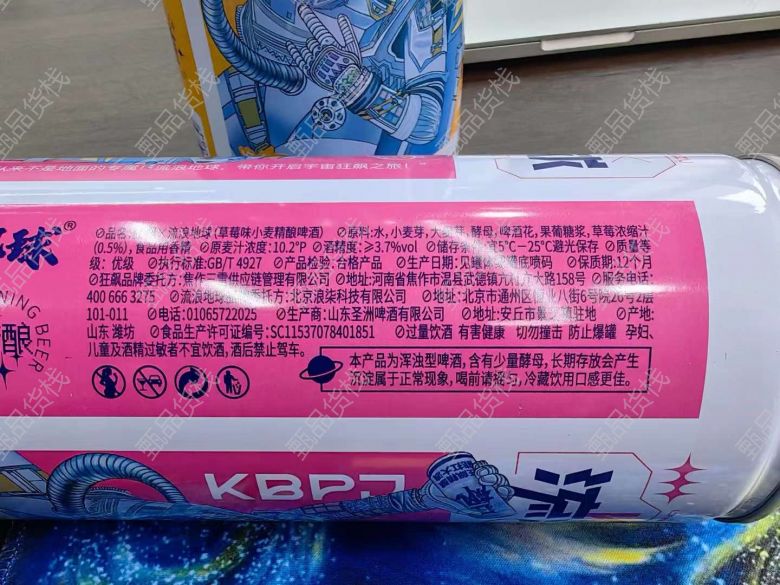 从来不是地面的专属!!流浪地球，带你开启宇宙狂飙之旅!
球®
NING BEER
酿
⊘品名: × 流浪地球(草莓味小麦精酿啤酒) ⊘原料:水,小麦芽,大麦芽,酵母,啤酒花,果葡糖浆,草莓浓缩汁
(0.5%),食品用香精 ⊘原麦汁浓度:10.2°P ⊘酒精度:≥3.7%vol ⊘储存条件:宜5°C－25°C避光保存 ⊘质量等
级：优级 ⊘执行标准:GB/T 4927 ⊘产品检验:合格产品 ⊘生产日期:见罐体或罐底喷码 ⊘保质期:12个月
⊘狂飙品牌委托方:焦作 需供应链管理有限公司 ⊘地址:河南省焦作市温县武德镇 大路158号 ⊘服务电话:
400 666 3275 ⊘流浪地球品牌委托方:北京浪柒科技有限公司 ⊘地址:北京市通州区 八街6号院26号2层
101-011 ⊘电话:01065722025 ⊘生产商:山东圣洲啤酒有限公司 ⊘地址:安丘市 镇驻地 ⊘产地:
山东 潍坊 ⊘食品生产许可证编号:SC11537078401851 ⊘过量饮酒 有害健康 切勿撞击 防止爆罐 孕妇、
儿童及酒精过敏者不宜饮酒,酒后禁止驾车。
本产品为浑浊型啤酒,含有少量酵母,长期存放会产生
沉淀属于正常现象,喝前请摇匀,冷藏饮用口感更佳。
KBPJ
甄品货栈